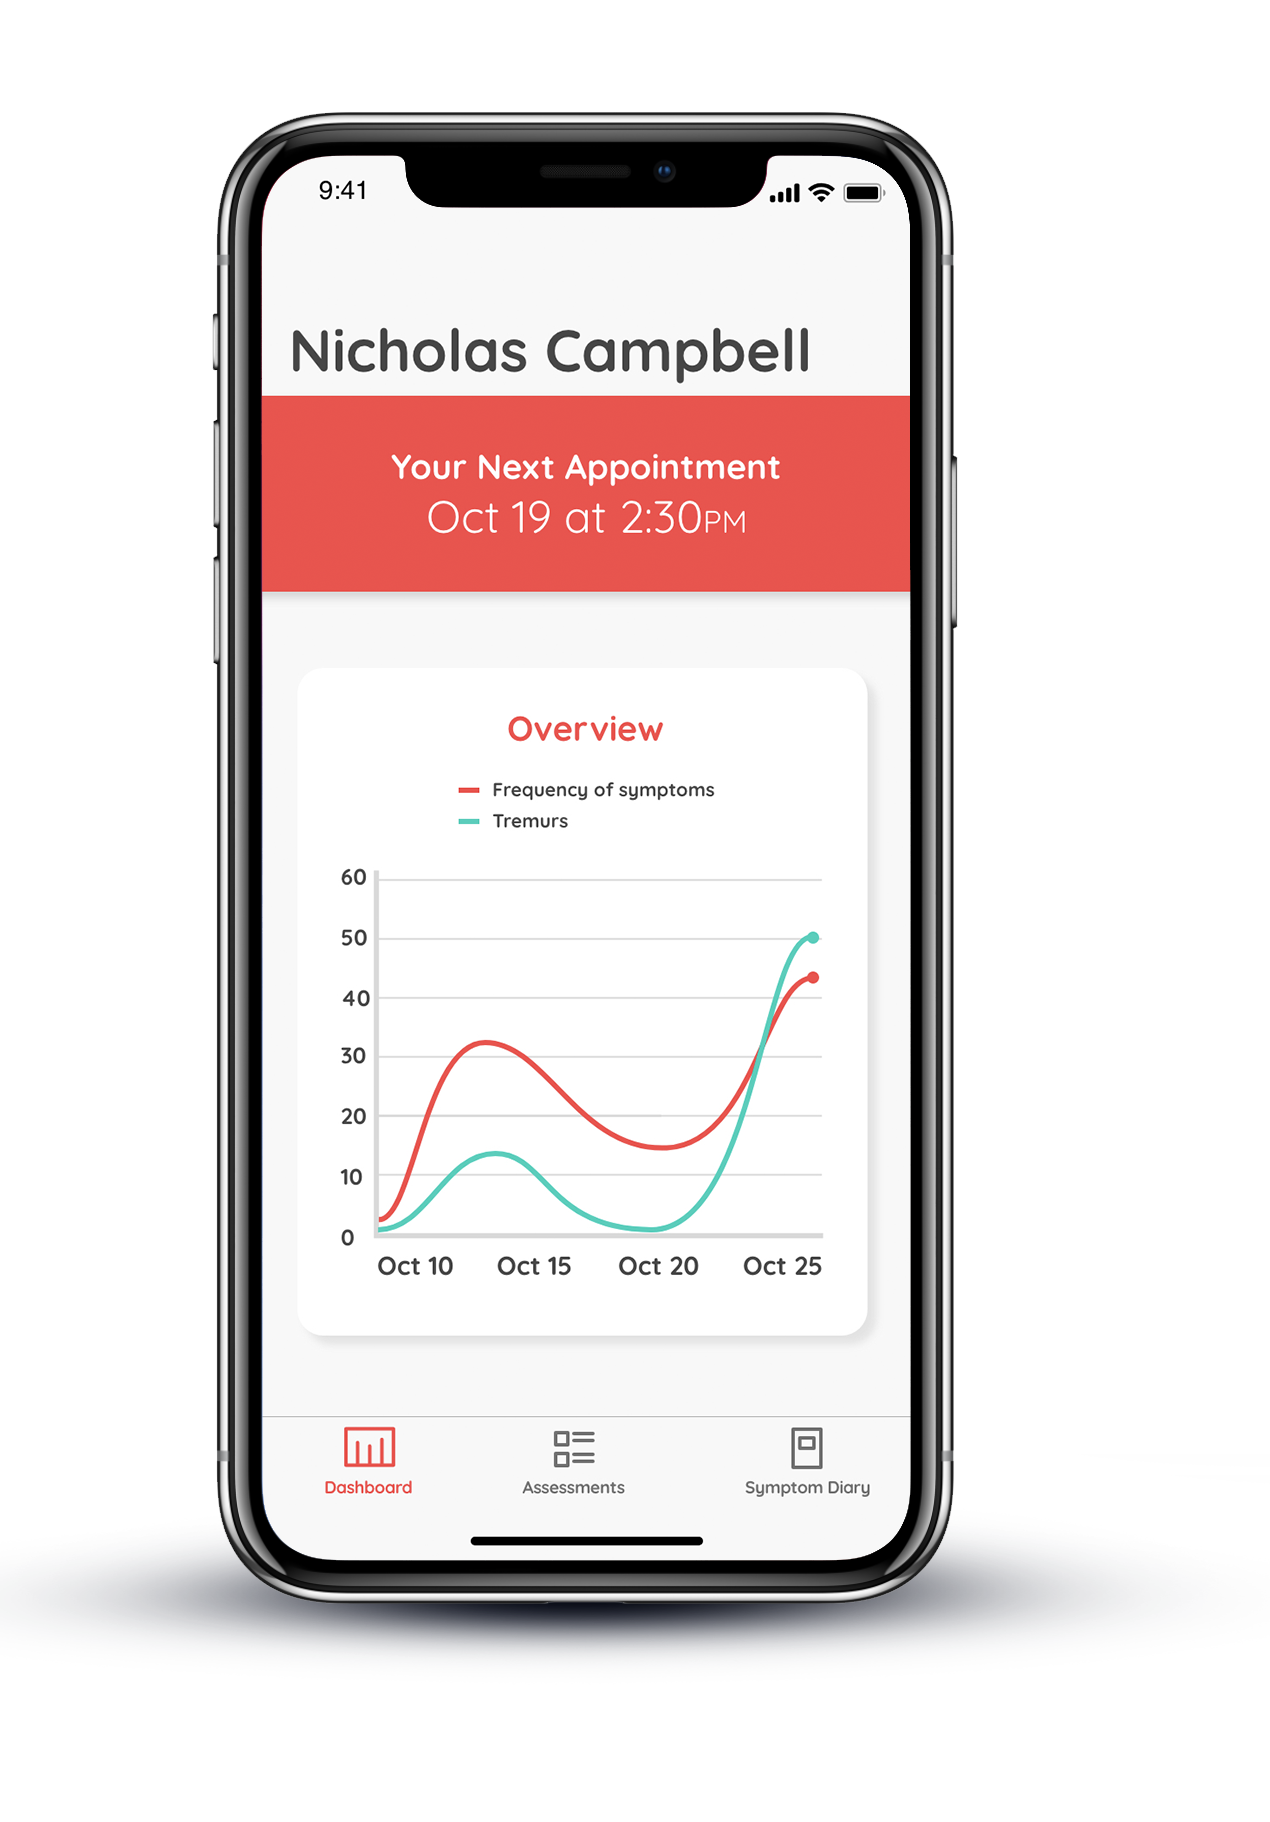 9:41
Nicholas Campbell
Your Next Appointment
Oct 19 at 2:30PM
Overview
Frequency of symptoms
Tremurs
60
50
40
30
20
10
0
Oct 10 Oct 15 Oct 20 Oct 25
Dashboard Assessments Symptom Diary